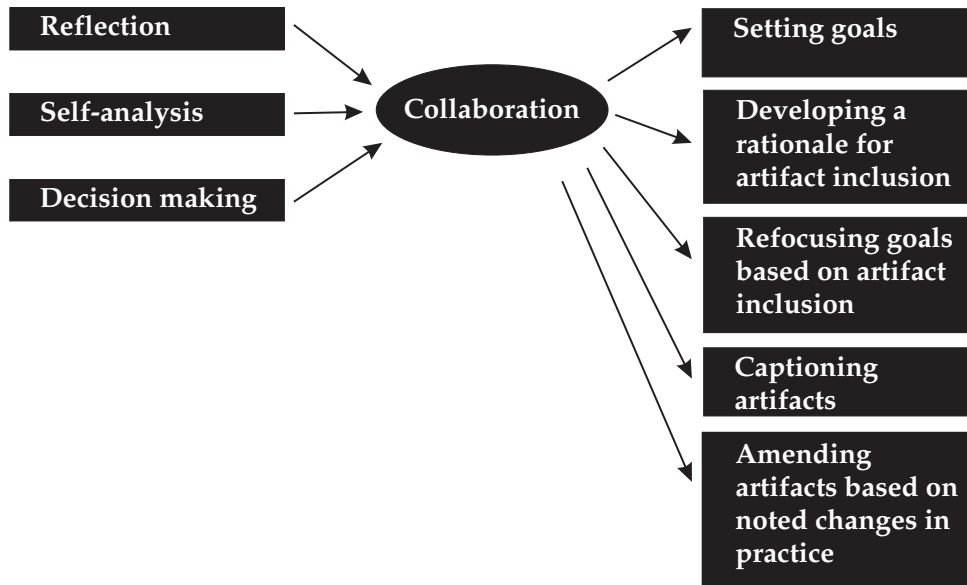 Reflection
Self-analysis
Decision making
Collaboration
Setting goals
Developing a
rationale for
artifact inclusion
Refocusing goals
based on artifact
inclusion
Captioning
artifacts
Amending
artifacts based on
noted changes in
practice